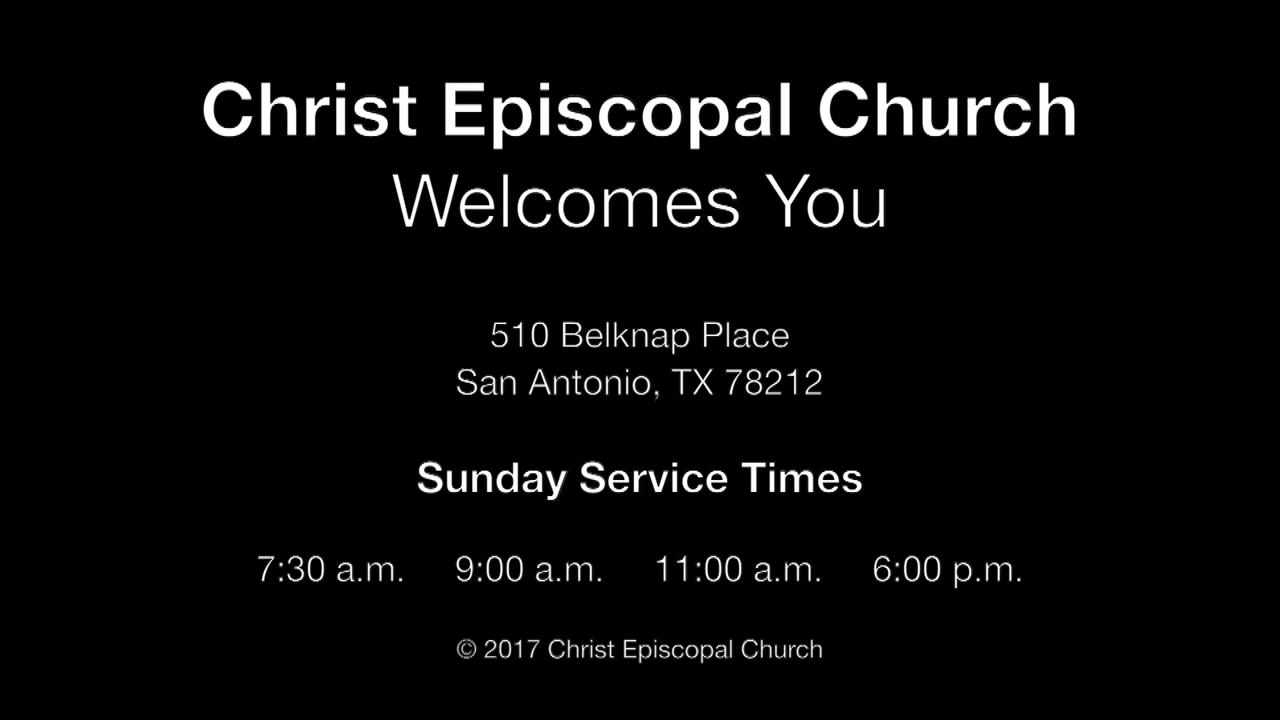 Christ Episcopal Church
Welcomes You
510 Belknap Place
San Antonio, TX 78212
Sunday Service Times
7:30 a.m. 9:00 a.m. 11:00 a.m. 6:00 p.m.
© 2017 Christ Episcopal Church